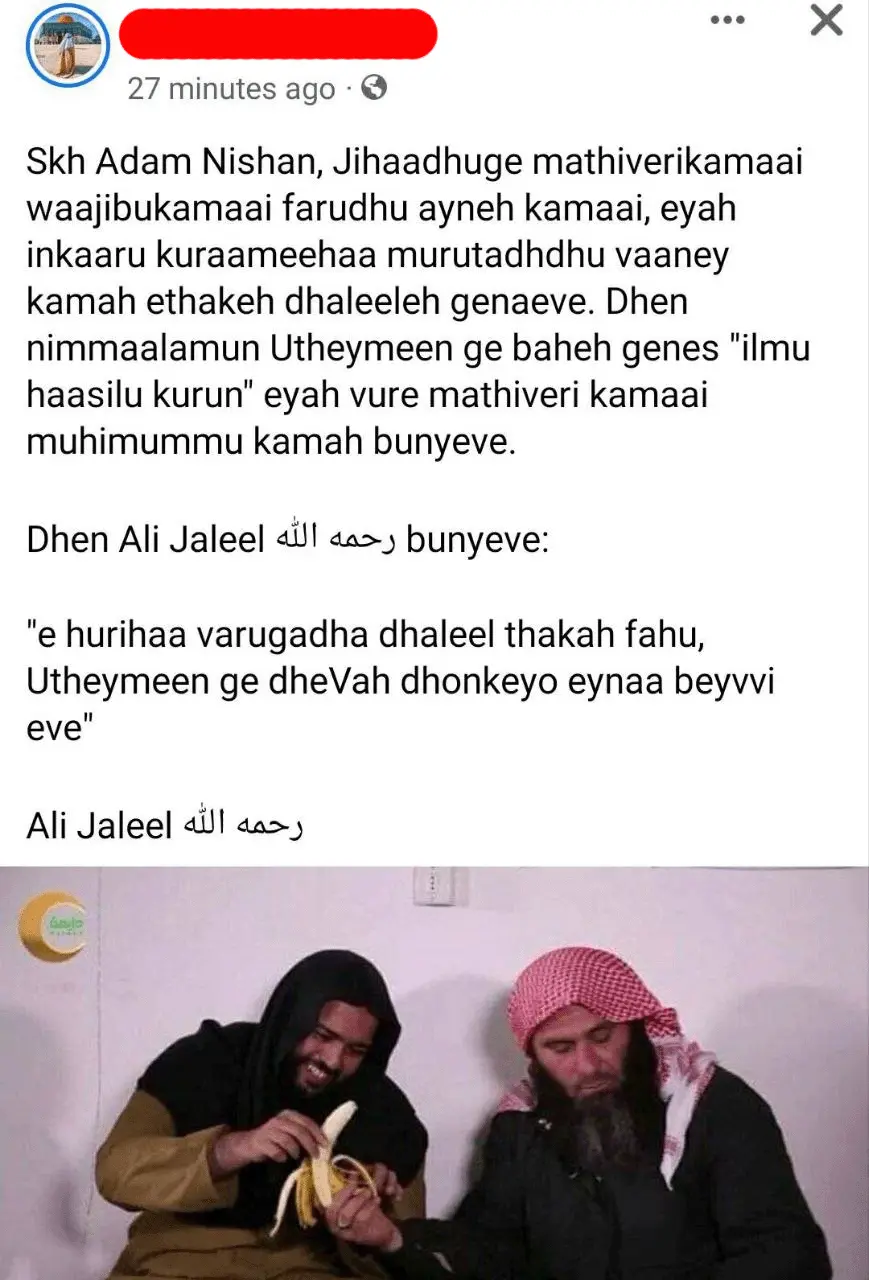 27 minutes ago ·
Skh Adam Nishan, Jihaadhuge mathiverikamaai
waajibukamaai farudhu ayneh kamaai, eyah
inkaaru kuraameehaa murutadhdhu vaaney
kamah ethakeh dhaleeleh genaeve. Dhen
nimmaalamun Utheymeen ge baheh genes "ilmu
haasilu kurun" eyah vure mathiveri kamaai
muhimummu kamah bunyeve.
Dhen Ali Jaleel رحمه الله bunyeve:
"e hurihaa varugadha dhaleel thakah fahu,
Utheymeen ge dheVah dhonkeyo eynaa beyvvi
eve"
Ali Jaleel رحمه الله